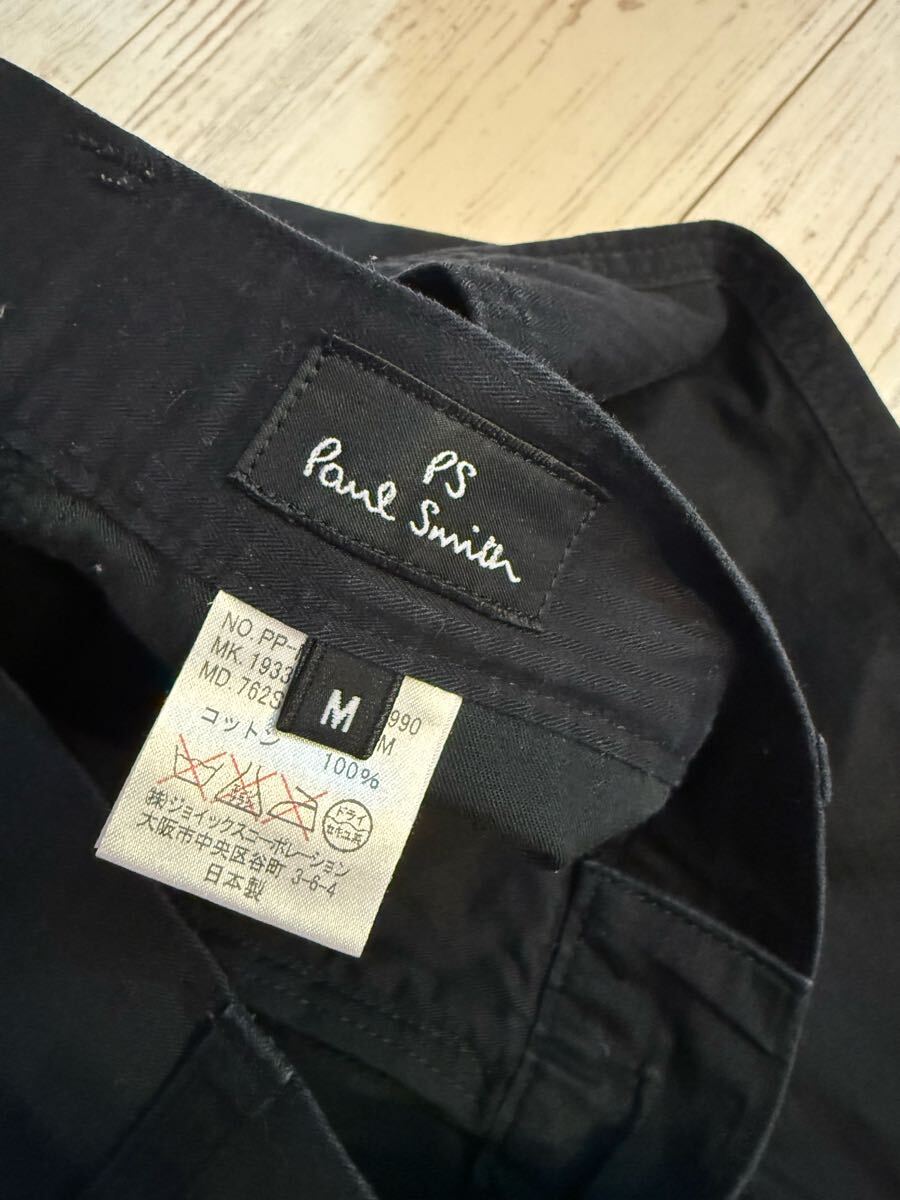 PS
Paul Smith
M
NO. PP-
MK. 1933 990
MD. 762S M
コットン 100%
ドライ
㈱ジョイックスコーポレーション
大阪市中央区谷町 3-6-4
日本製